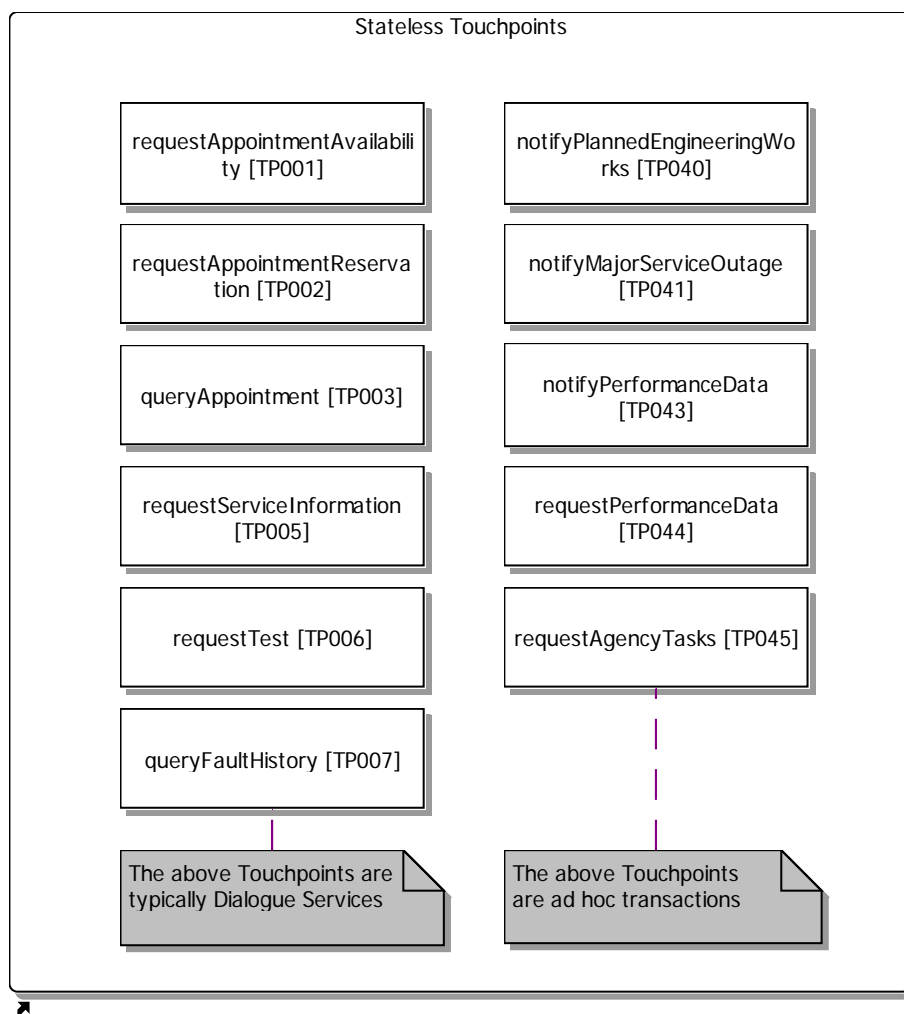 Stateless Touchpoints
requestAppointmentAvailabili
ty [TP001]
requestAppointmentReserva
tion [TP002]
queryAppointment [TP003]
requestServiceInformation
[TP005]
requestTest [TP006]
queryFaultHistory [TP007]
The above Touchpoints are
typically Dialogue Services
notifyPlannedEngineeringWo
rks [TP040]
notifyMajorServiceOutage
[TP041]
notifyPerformanceData
[TP043]
requestPerformanceData
[TP044]
requestAgencyTasks [TP045]
The above Touchpoints
are ad hoc transactions